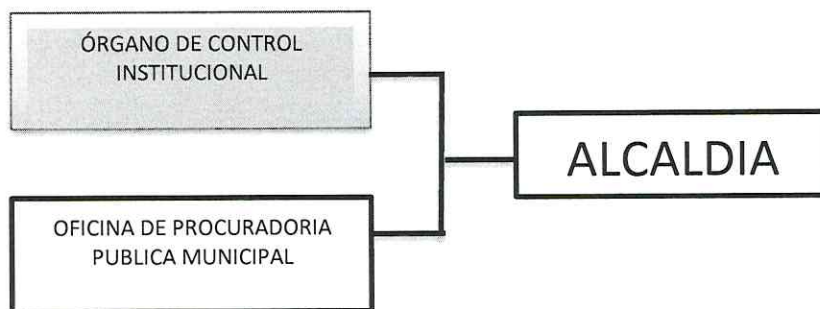 ÓRGANO DE CONTROL
INSTITUCIONAL
ALCALDIA
OFICINA DE PROCURADORIA
PUBLICA MUNICIPAL